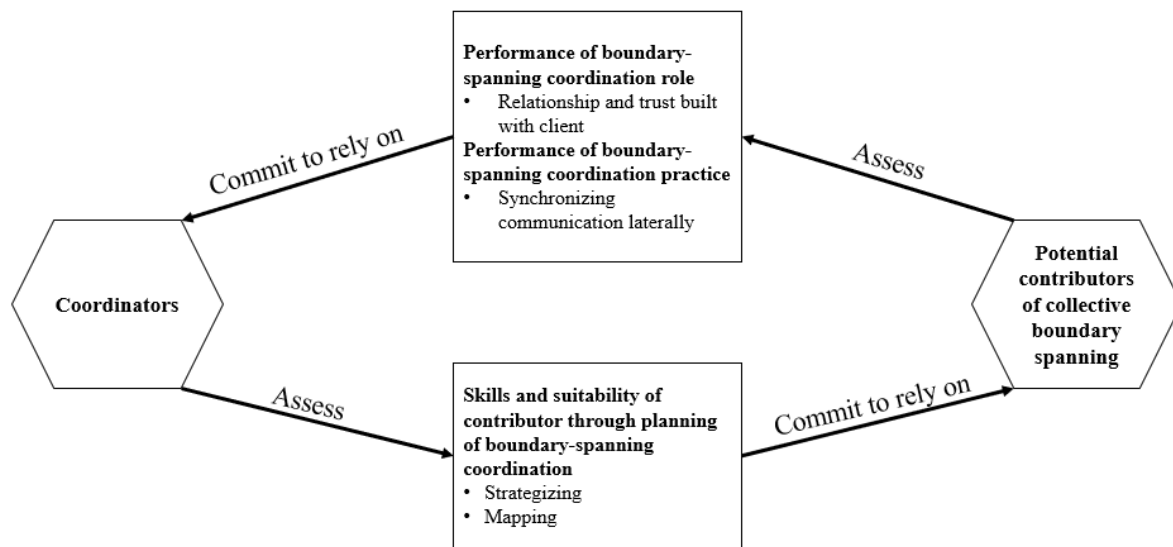 Performance of boundary-
spanning coordination role
• Relationship and trust built
with client
Performance of boundary-
spanning coordination practice
• Synchronizing
communication laterally
Commit to rely on
Assess
Coordinators
Potential
contributors
of collective
boundary
spanning
Assess
Skills and suitability of
contributor through planning
of boundary-spanning
coordination
• Strategizing
• Mapping
Commit to rely on